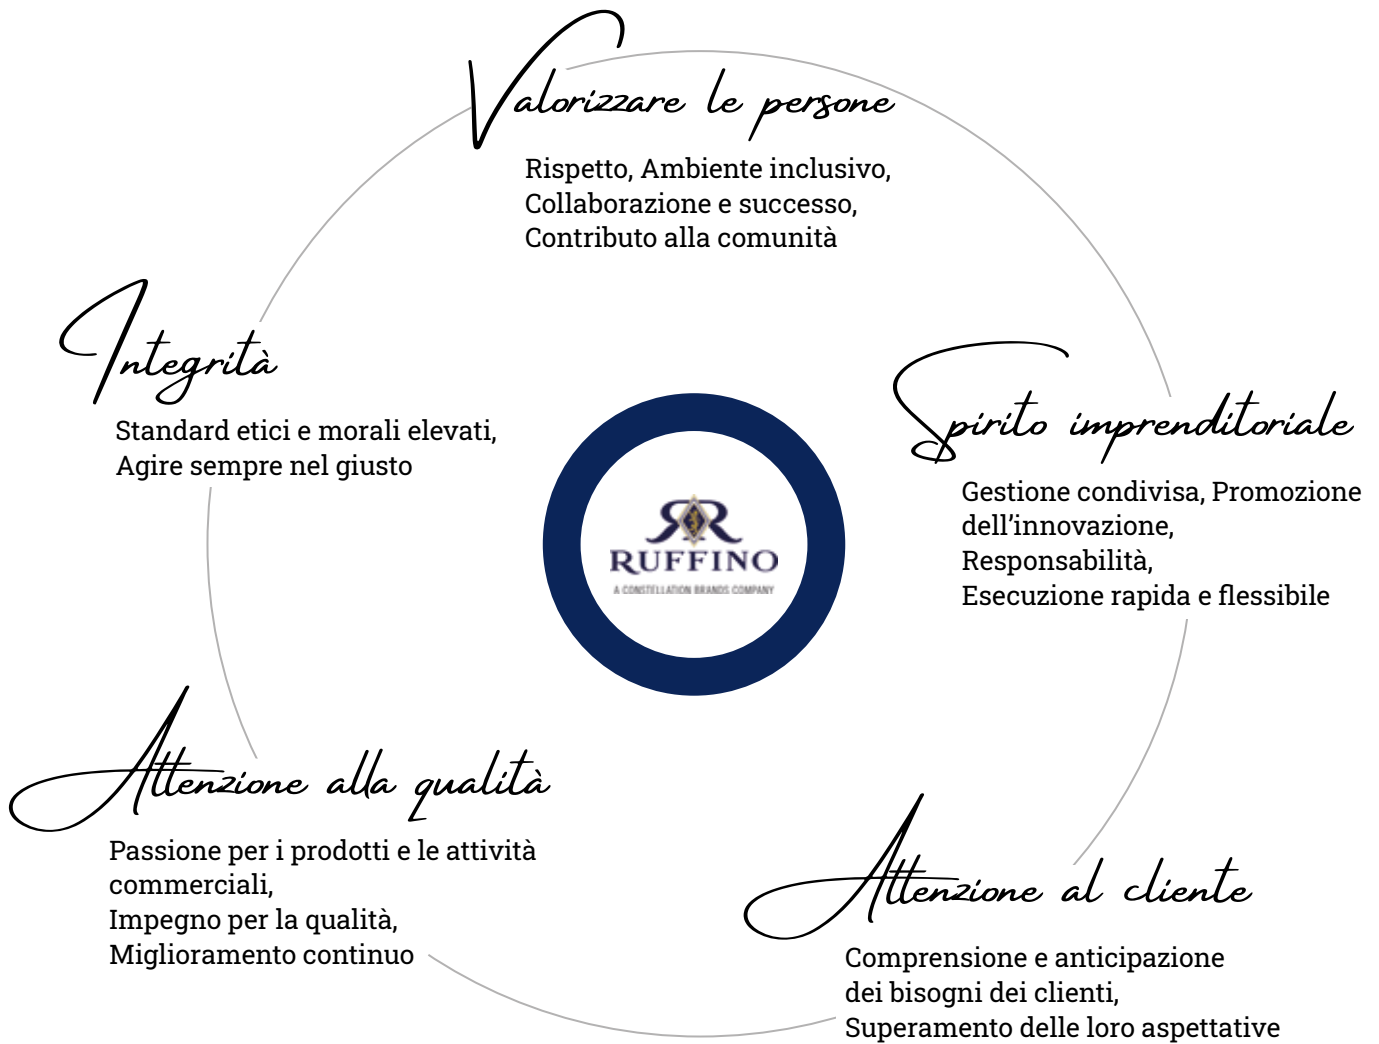 Valorizzare le persone
Rispetto, Ambiente inclusivo,
Collaborazione e successo,
Contributo alla comunità
Integrità
Standard etici e morali elevati,
Agire sempre nel giusto
Spirito imprenditoriale
Gestione condivisa, Promozione
dell’innovazione,
Responsabilità,
Esecuzione rapida e flessibile
RUFFINO
A CONSTELLATION BRANDS COMPANY
Attenzione alla qualità
Passione per i prodotti e le attività
commerciali,
Impegno per la qualità,
Miglioramento continuo
Attenzione al cliente
Comprensione e anticipazione
dei bisogni dei clienti,
Superamento delle loro aspettative